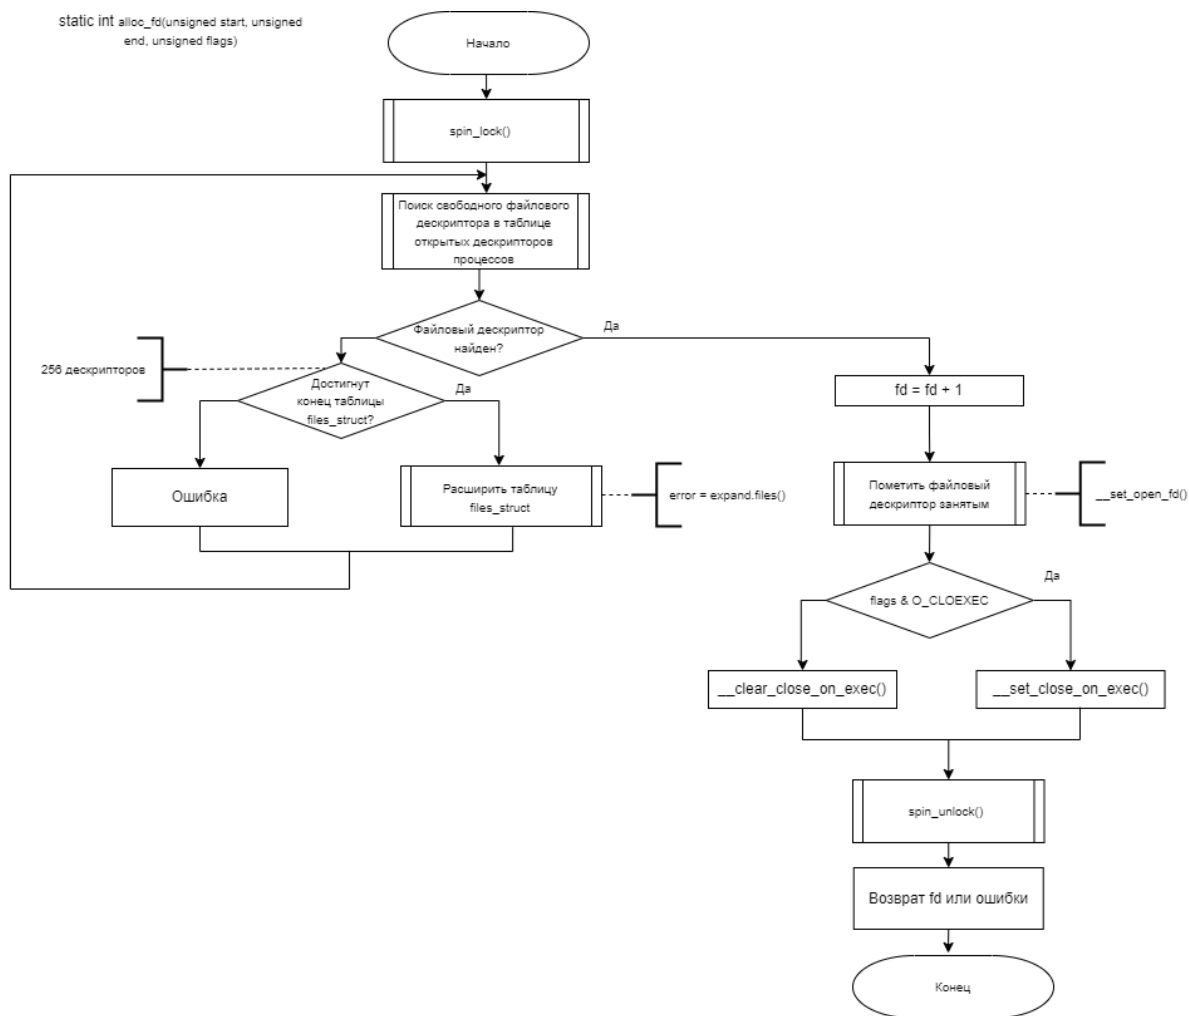 static int alloc_fd(unsigned start, unsigned
end, unsigned flags)
Начало
spin_lock()
Поиск свободного файлового
дескриптора в таблице
открытых дескрипторов
процессов
Файловый дескриптор
найден?
Да
256 дескрипторов
Достигнут
конец таблицы
files_struct?
Да
fd = fd + 1
Ошибка
Расширить таблицу
files_struct
error = expand.files()
Пометить файловый
дескриптор занятым
__set_open_fd()
flags & O_CLOEXEC
Да
__clear_close_on_exec()
__set_close_on_exec()
spin_unlock()
Возврат fd или ошибки
Конец